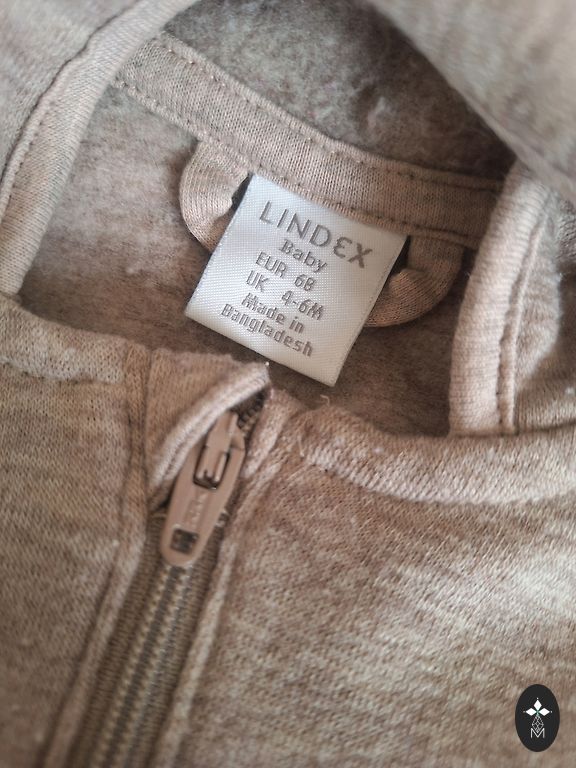 LINDEX
Baby
EUR 68
UK 4-6M
Made in
Bangladesh
M